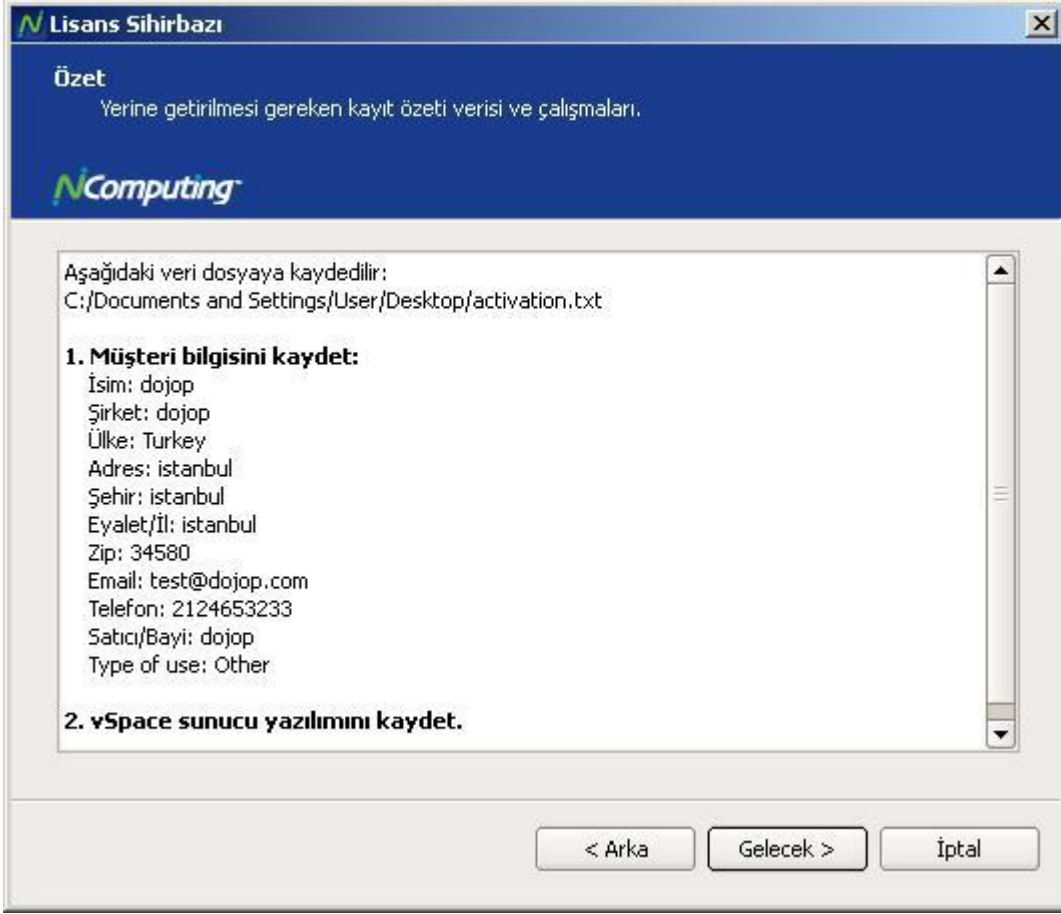 Lisans Sihirbazı
Özet
Yerine getirilmesi gereken kayıt özeti verisi ve çalışmaları.
NComputing
Aşağıdaki veri dosyaya kaydedilir:
C:/Documents and Settings/User/Desktop/activation.txt
1. Müşteri bilgisini kaydet:
İsim: dojop
Şirket: dojop
Ülke: Turkey
Adres: istanbul
Şehir: istanbul
Eyalet/İl: istanbul
Zip: 34580
Email: test@dojop.com
Telefon: 2124653233
Satıcı/Bayi: dojop
Type of use: Other
2. vSpace sunucu yazılımını kaydet.
< Arka
Gelecek >
İptal